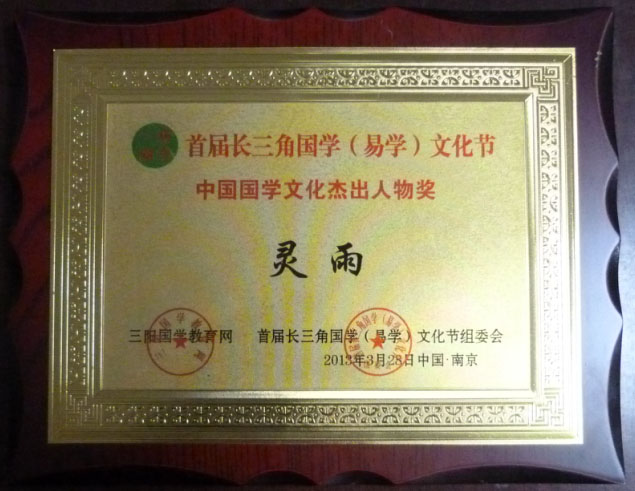 首届长三角国学（易学）文化节
中国国学文化杰出人物奖
灵雨
三阳国学教育网 首届长三角国学（易学）文化节组委会
2013年3月28日中国·南京